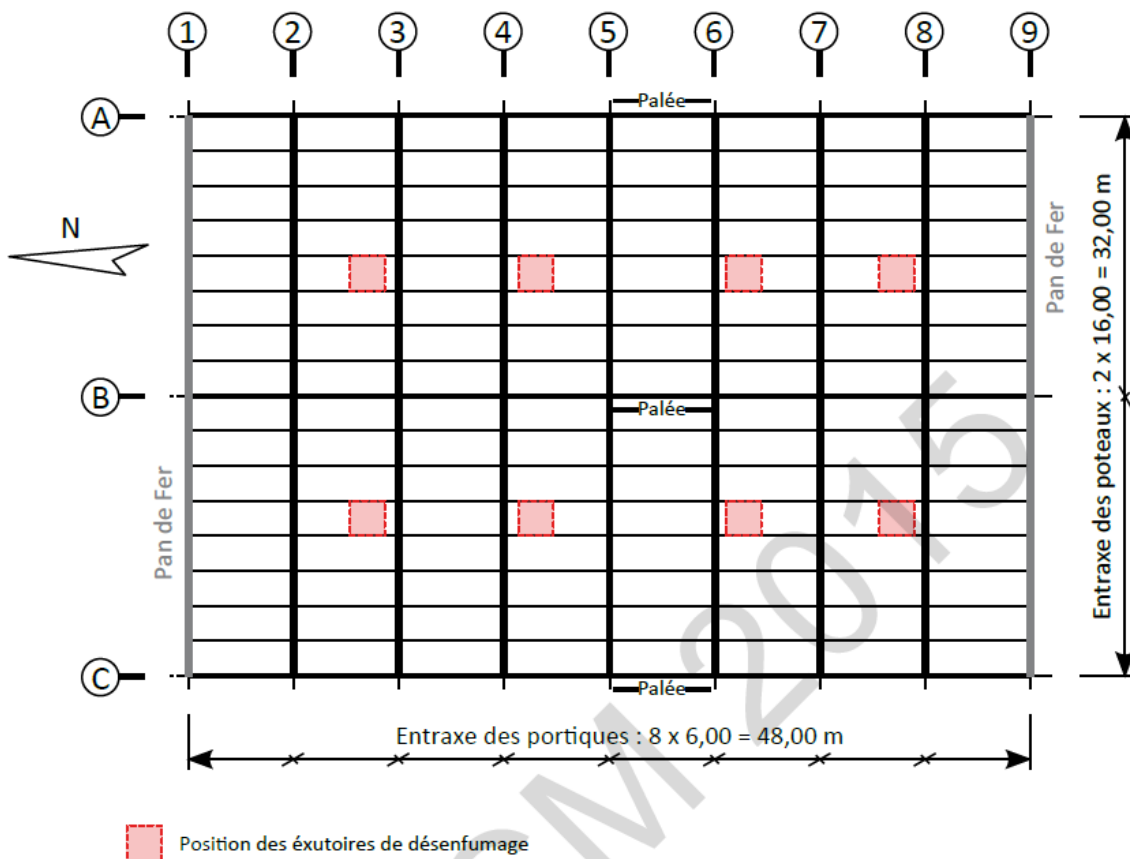 1 2 3 4 5 6 7 8 9
Palée
A
N
Pan de Fer
B
Palée
Pan de Fer
Entraxe des poteaux : 2 x 16,00 = 32,00 m
C
Palée
Entraxe des portiques : 8 x 6,00 = 48,00 m
CM 2015
Position des éxutoires de désenfumage